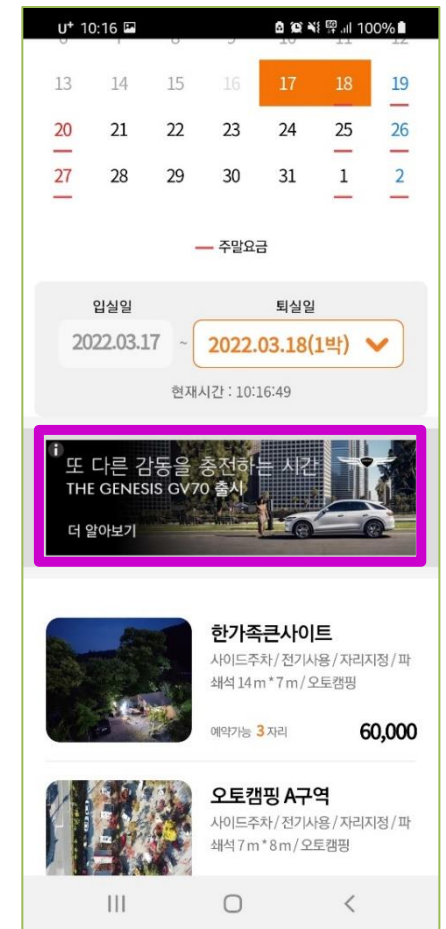 U⁺ 10:16 5G 100%
13 14 15 16 17 18 19
20 21 22 23 24 25 26
27 28 29 30 31 1 2
주말요금
입실일 퇴실일
2022.03.17 ~ 2022.03.18(1박)
현재시간 : 10:16:49
또 다른 감동을 충전하는 시간
THE GENESIS GV70 출시
더 알아보기
한가족큰사이트
사이드주차/전기사용/자리지정/파
쇄석 14 m * 7 m / 오토캠핑
예약가능 3 자리 60,000
오토캠핑 A구역
사이드주차/전기사용/자리지정/파
쇄석 7 m * 8 m / 오토캠핑